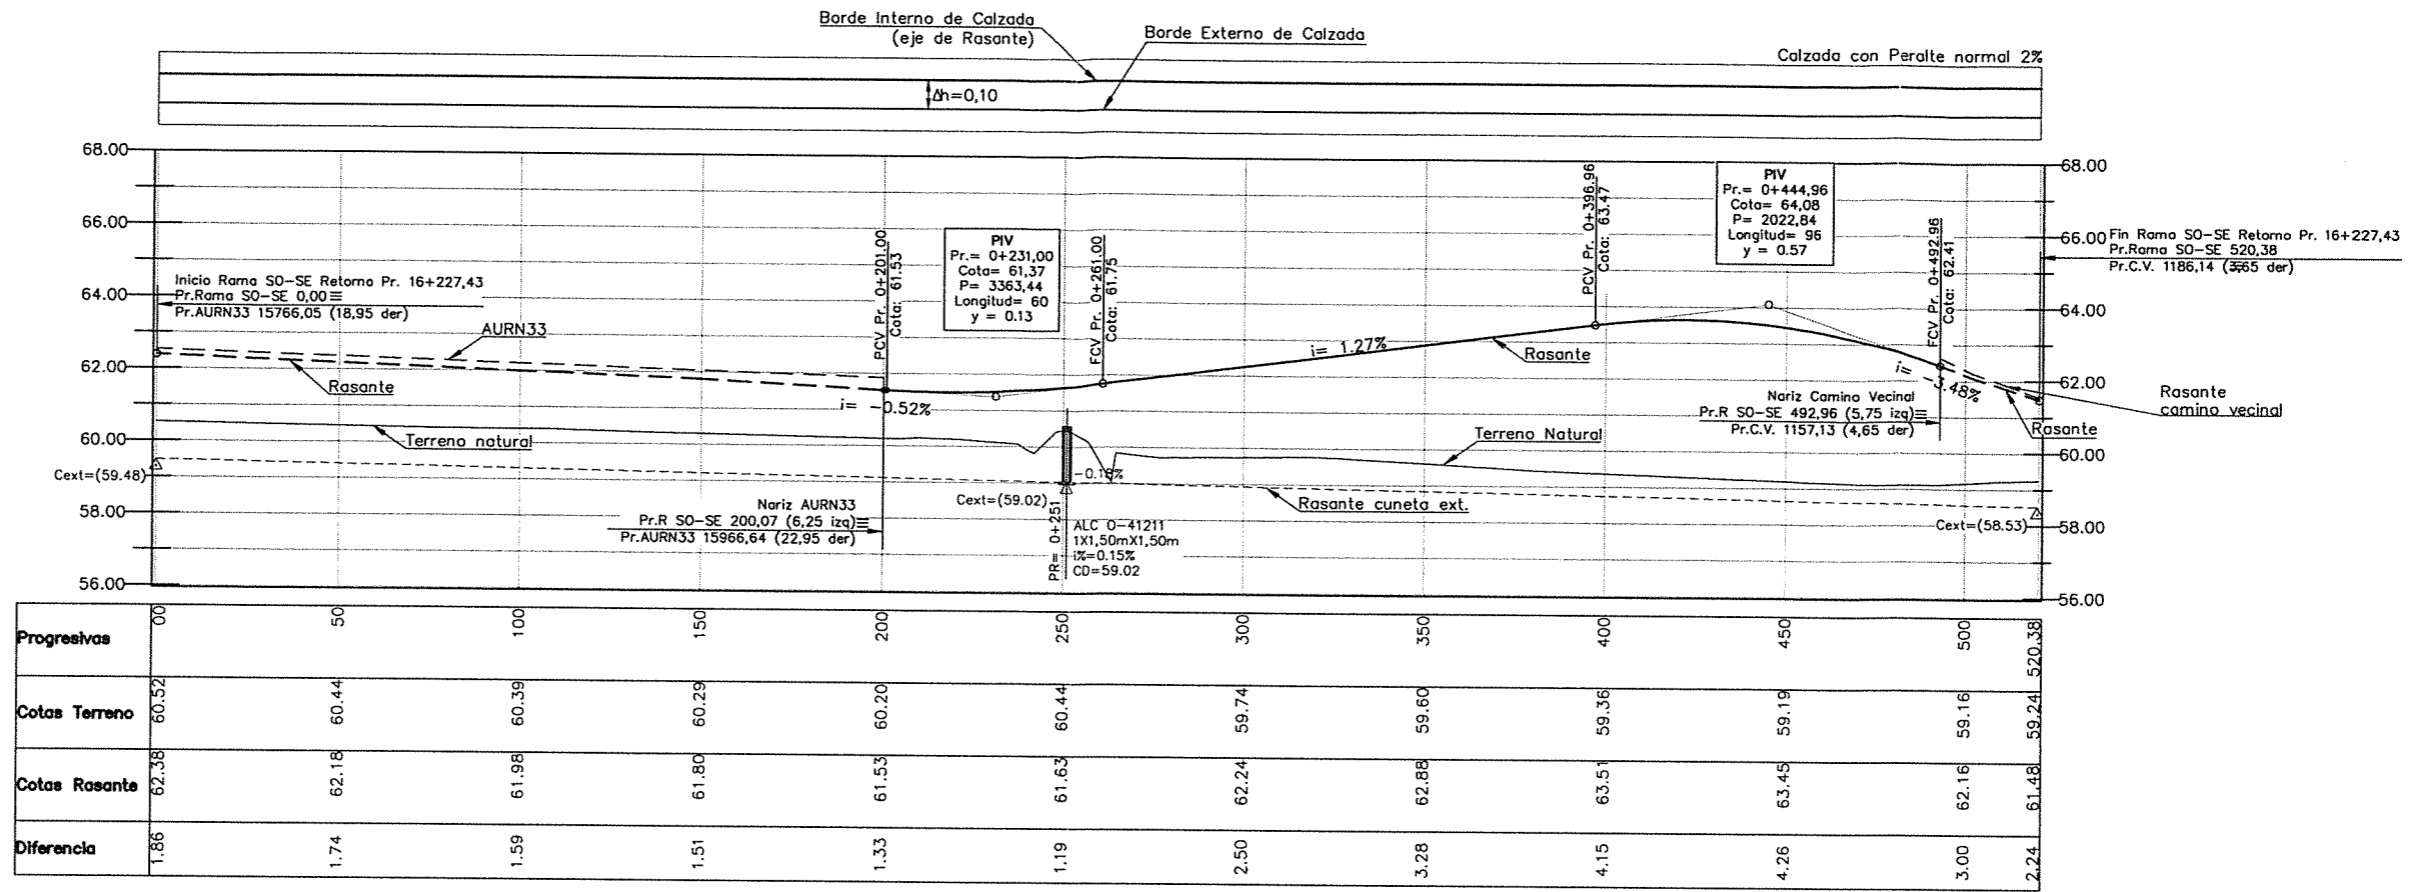 Borde Interno de Calzada
(eje de Rasante)
Borde Externo de Calzada
Calzada con Peralte normal 2%
Δh=0,10
68.00
66.00
64.00
62.00
60.00
58.00
56.00
68.00
66.00
64.00
62.00
60.00
58.00
56.00
Inicio Rama SO-SE Retorno Pr. 16+227,43
Pr.Rama SO-SE 0,00≡
Pr.AURN33 15766,05 (18,95 der)
AURN33
Rasante
Terreno natural
Cext=(59.48)
PCV Pr. 0+201.00
Cota: 61.53
i= -0.52%
Nariz AURN33
Pr.R SO-SE 200,07 (6,25 izq)≡
Pr.AURN33 15966,64 (22,95 der)
PIV
Pr.= 0+231,00
Cota= 61,37
P= 3363,44
Longitud= 60
y = 0.13
FCV Pr. 0+261.00
Cota: 61.75
-0.18%
Cext=(59.02)
PR= 0+251
ALC O-41211
1X1,50mX1,50m
i%=0.15%
CD=59.02
i= 1.27%
Rasante
Terreno Natural
Rasante cuneta ext.
PCV Pr. 0+396.96
Cota: 63.47
PIV
Pr.= 0+444,96
Cota= 64,08
P= 2022,84
Longitud= 96
y = 0.57
FCV Pr. 0+492.96
Cota: 62.41
i= -3.48%
Nariz Camino Vecinal
Pr.R SO-SE 492,96 (5,75 izq)≡
Pr.C.V. 1157,13 (4,65 der)
Fin Rama SO-SE Retorno Pr. 16+227,43
Pr.Rama SO-SE 520,38
Pr.C.V. 1186,14 ( der)
Rasante
camino vecinal
Rasante
Cext=(58.53)
Progresivas 00 50 100 150 200 250 300 350 400 450 500 520.38
Cotas Terreno 60.52 60.44 60.39 60.29 60.20 60.44 59.74 59.60 59.36 59.19 59.16 59.24
Cotas Rasante 62.38 62.18 61.98 61.80 61.53 61.63 62.24 62.88 63.51 63.45 62.16 61.48
Diferencia 1.86 1.74 1.59 1.51 1.33 1.19 2.50 3.28 4.15 4.26 3.00 2.24